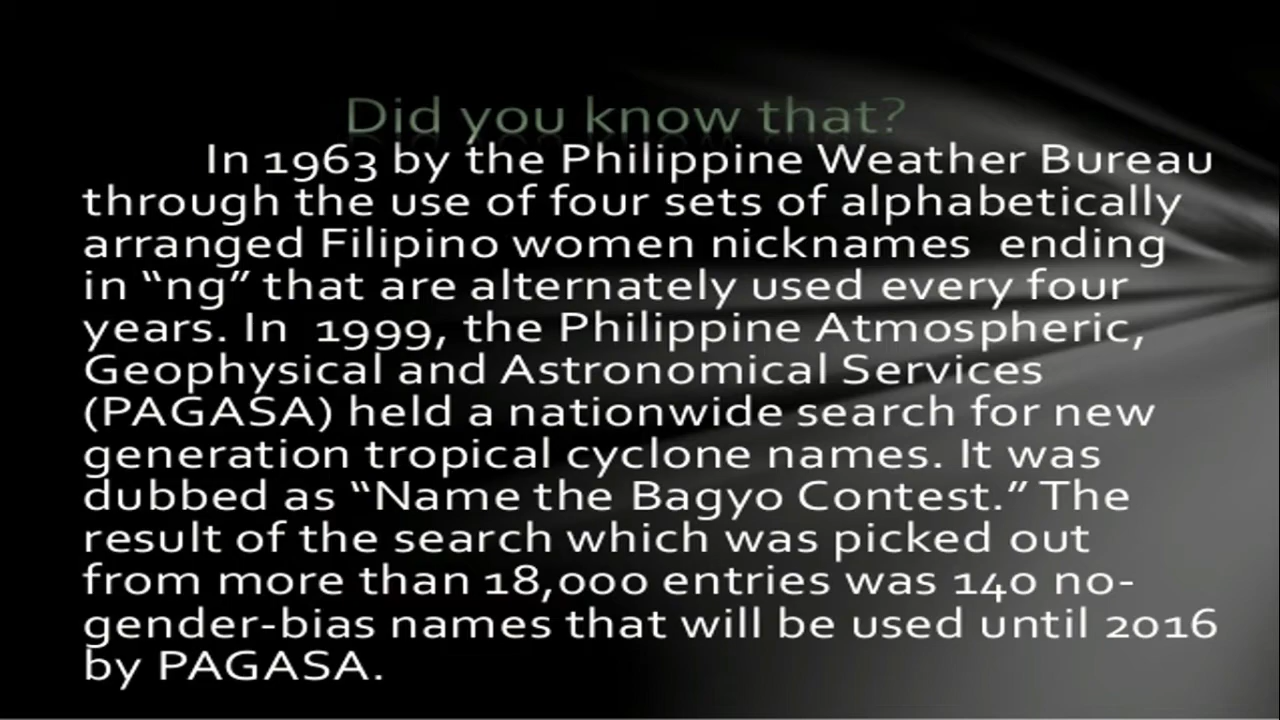 Did you know that?
In 1963 by the Philippine Weather Bureau
through the use of four sets of alphabetically
arranged Filipino women nicknames ending
in “ng” that are alternately used every four
years. In 1999, the Philippine Atmospheric,
Geophysical and Astronomical Services
(PAGASA) held a nationwide search for new
generation tropical cyclone names. It was
dubbed as “Name the Bagyo Contest.” The
result of the search which was picked out
from more than 18,000 entries was 140 no-
gender-bias names that will be used until 2016
by PAGASA.